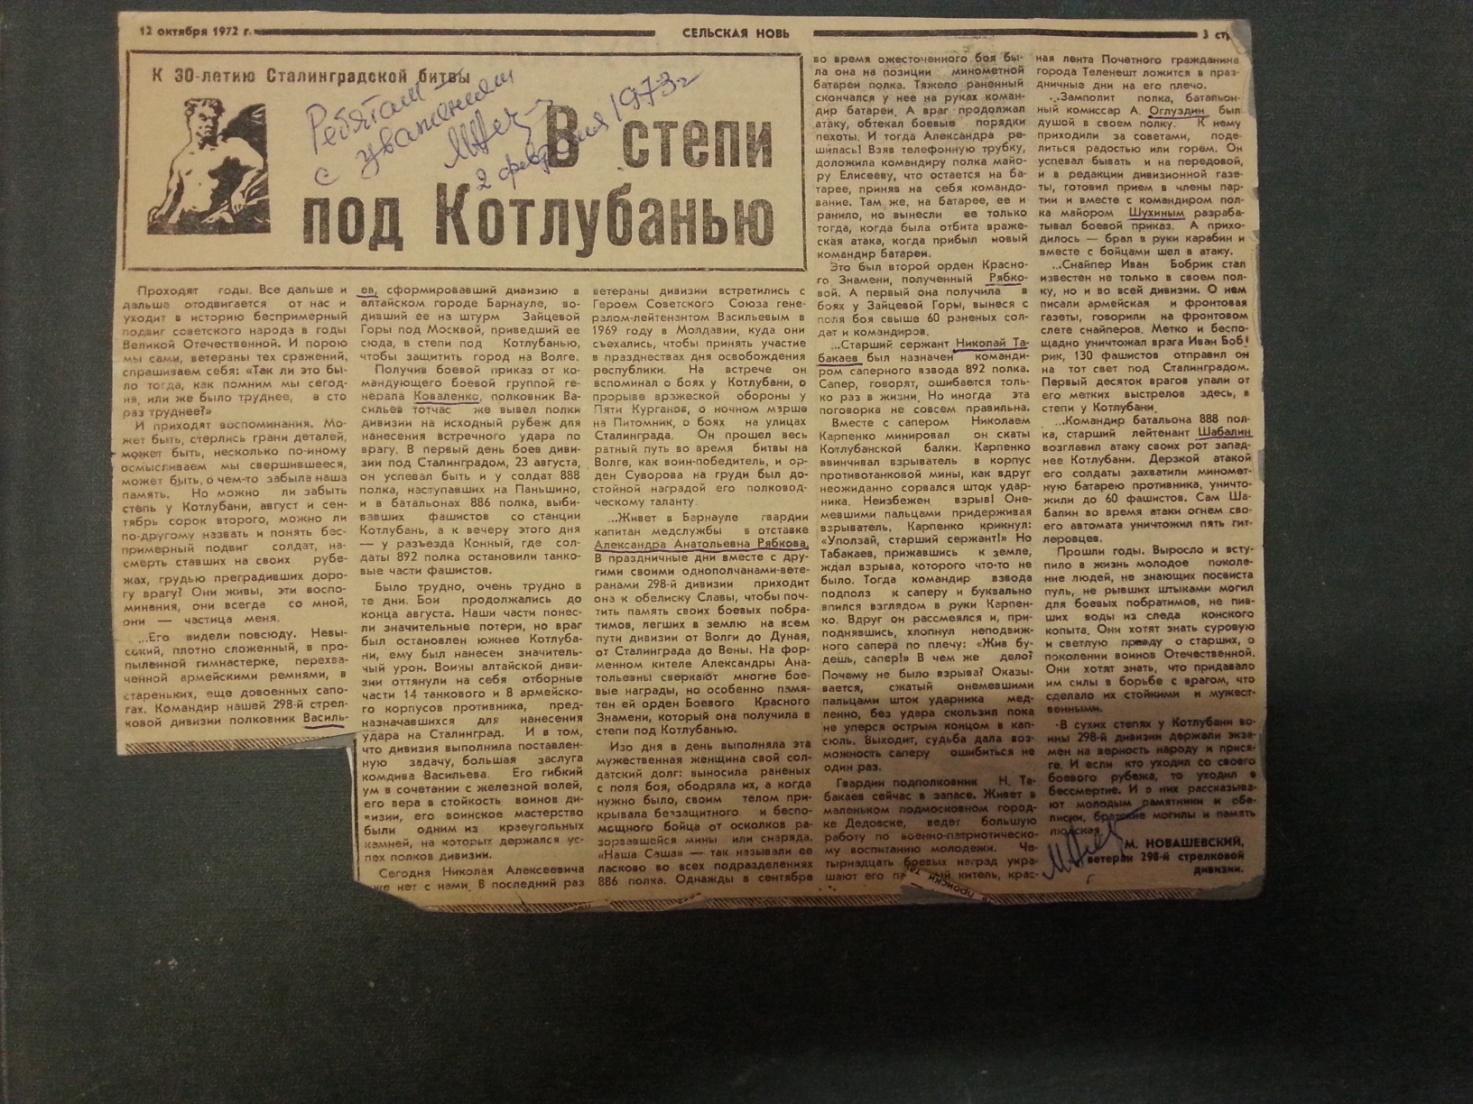 12 октября 1972 г.
СЕЛЬСКАЯ НОВЬ
3 стр
К 30-летию Сталинградской битвы
Ребятам
с уважением
2 февраля 1973г
В степи
под Котлубанью
Проходят годы. Все дальше и
дальше отодвигается от нас и
уходит в историю беспримерный
подвиг советского народа в годы
Великой Отечественной. И порою
мы сами, ветераны тех сражений,
спрашиваем себя: «Так ли это бы-
ло тогда, как помним мы сегод-
ня, или же было труднее, в сто
раз труднее?»
И приходят воспоминания. Мо-
жет быть, стерлись грани деталей,
может быть, несколько по-иному
осмысливаем мы свершившееся,
может быть, о чем-то забыла наша
память. Но можно ли забыть
степь у Котлубани, август и сен-
тябрь сорок второго, можно ли
по-другому назвать и понять бес-
примерный подвиг солдат, на-
смерть ставших на своих рубе-
жах, грудью преградивших доро-
гу врагу? Они живы, эти воспо-
минания, они всегда со мной,
они — частица меня.
...Его видели повсюду. Невы-
сокий, плотно сложенный, в про-
пыленной гимнастерке, перехва-
ченной армейскими ремнями, в
стареньких, еще довоенных сапо-
гах. Командир нашей 298-й стрел-
ковой дивизии полковник Василь-
ев, сформировавший дивизию в
алтайском городе Барнауле, во-
дивший ее на штурм Зайцевой
Горы под Москвой, приведший ее
сюда, в степи под Котлубанью,
чтобы защитить город на Волге.
Получив боевой приказ от ко-
мандующего боевой группой ге-
нерала Коваленко, полковник Ва-
сильев тотчас же вывел полки
дивизии на исходный рубеж для
нанесения встречного удара по
врагу. В первый день боев диви-
зии под Сталинградом, 23 августа,
он успевал быть и у солдат 888
полка, наступавших на Паньшино,
и в батальонах 886 полка, выби-
вавших фашистов со станции
Котлубань, а к вечеру этого дня
— у разъезда Конный, где сол-
даты 892 полка остановили танко-
вые части фашистов.
Было трудно, очень трудно в
те дни. Бои продолжались до
конца августа. Наши части понес-
ли значительные потери, но враг
был остановлен южнее Котлуба-
ни, ему был нанесен значитель-
ный урон. Воины алтайской диви-
зии оттянули на себя отборные
части 14 танкового и 8 армейско-
го корпусов противника, пред-
назначавшихся для нанесения
удара на Сталинград. И в том,
что дивизия выполнила поставлен-
ную задачу, большая заслуга
комдива Васильева. Его гибкий
ум в сочетании с железной волей,
его вера в стойкость воинов ди-
визии, его воинское мастерство
были одним из краеугольных
камней, на которых держался ус-
пех полков дивизии.
Сегодня Николая Алексеевича
уже нет с нами. В последний раз
ветераны дивизии встретились с
Героем Советского Союза гене-
ралом-лейтенантом Васильевым в
1969 году в Молдавии, куда они
съехались, чтобы принять участие
в празднествах дня освобождения
республики. На встрече он
вспоминал о боях у Котлубани, о
прорыве вражеской обороны у
Пяти Курганов, о ночном марше
на Питомник, о боях на улицах
Сталинграда. Он прошел весь
ратный путь во время битвы на
Волге, как воин-победитель, и ор-
ден Суворова на груди был до-
стойной наградой его полковод-
ческому таланту.
...Живет в Барнауле гвардии
капитан медслужбы в отставке
Александра Анатольевна Рябкова.
В праздничные дни вместе с дру-
гими своими однополчанами-вете-
ранами 298-й дивизии приходит
она к обелиску Славы, чтобы поч-
тить память своих боевых побра-
тимов, легших в землю на всем
пути дивизии от Волги до Дуная,
от Сталинграда до Вены. На фор-
менном кителе Александры Ана-
тольевны сверкают многие бое-
вые награды, но особенно памя-
тен ей орден Боевого Красного
Знамени, который она получила в
степи под Котлубанью.
Изо дня в день выполняла эта
мужественная женщина свой сол-
датский долг: выносила раненых
с поля боя, ободряла их, а когда
нужно было, своим телом при-
крывала беззащитного и беспо-
мощного бойца от осколков ра-
зорвавшейся мины или снаряда.
«Наша Саша» — так называли ее
ласково во всех подразделениях
886 полка. Однажды в сентябре
во время ожесточенного боя бы-
ла она на позиции минометной
батареи полка. Тяжело раненный
скончался у нее на руках коман-
дир батареи. А враг продолжал
атаку, обтекал боевые порядки
пехоты. И тогда Александра ре-
шилась! Взяв телефонную трубку,
доложила командиру полка майо-
ру Елисееву, что остается на ба-
тарее, приняв на себя командо-
вание. Там же, на батарее, ее и
ранило, но вынесли ее только
тогда, когда была отбита враже-
ская атака, когда прибыл новый
командир батареи.
Это был второй орден Красно-
го Знамени, полученный Рябко-
вой. А первый она получила в
боях у Зайцевой Горы, вынеся с
поля боя свыше 60 раненых сол-
дат и командиров.
...Старший сержант Николай Та-
бакаев был назначен команди-
ром саперного взвода 892 полка.
Сапер, говорят, ошибается толь-
ко раз в жизни. Но иногда эта
поговорка не совсем правильна.
Вместе с сапером Николаем
Карпенко минировал он скаты
Котлубанской балки. Карпенко
ввинчивал взрыватель в корпус
противотанковой мины, как вдруг
неожиданно сорвался шток удар-
ника. Неизбежен взрыв! Оне-
мевшими пальцами придерживая
взрыватель, Карпенко крикнул:
«Уползай, старший сержант!» Но
Табакаев, прижавшись к земле,
ждал взрыва, которого что-то не
было. Тогда командир взвода
подполз к саперу и буквально
впился взглядом в руки Карпен-
ко. Вдруг он рассмеялся и, при-
поднявшись, хлопнул неподвиж-
ного сапера по плечу: «Жив бу-
дешь, сапер!» В чем же дело?
Почему не было взрыва? Оказы-
вается, сжатый онемевшими
пальцами шток ударника мед-
ленно, без удара скользил пока
не уперся острым концом в кап-
сюль. Выходит, судьба дала воз-
можность саперу ошибиться не
один раз.
Гвардии подполковник Н. Та-
бакаев сейчас в запасе. Живет в
маленьком подмосковном город-
ке Дедовске, ведет большую
работу по военно-патриотическо-
му воспитанию молодежи. Че-
тырнадцать боевых наград укра-
шают его китель, крас-
ная лента Почетного гражданина
города Теленешт ложится в праз-
дничные дни на его плечо.
...Замполит полка, батальон-
ный комиссар А. Оглуздин был
душой в своем полку. К нему
приходили за советами, поде-
литься радостью или горем. Он
успевал бывать и на передовой,
и в редакции дивизионной газе-
ты, готовил прием в члены пар-
тии и вместе с командиром пол-
ка майором Шухиным разраба-
тывал боевой приказ. А прихо-
дилось — брал в руки карабин и
вместе с бойцами шел в атаку.
...Снайпер Иван Бобрик стал
известен не только в своем пол-
ку, но и во всей дивизии. О нем
писали армейская и фронтовая
газеты, говорили на фронтовом
слете снайперов. Метко и беспо-
щадно уничтожал врага Иван Боб-
рик, 130 фашистов отправил он
на тот свет под Сталинградом.
Первый десяток врагов упали от
его метких выстрелов здесь, в
степи у Котлубани.
...Командир батальона 888 пол-
ка, старший лейтенант Шабалин
возглавил атаку своих рот запад-
нее Котлубани. Дерзкой атакой
его солдаты захватили миномет-
ную батарею противника, уничто-
жили до 60 фашистов. Сам Ша-
балин во время атаки огнем сво-
его автомата уничтожил пять гит-
леровцев.
Прошли годы. Выросло и всту-
пило в жизнь молодое поколе-
ние людей, не знающих посвиста
пуль, не рывших штыками могил
для боевых побратимов, не пив-
ших воды из следа конского
копыта. Они хотят знать суровую
и светлую правду о старших, о
поколении воинов Отечественной.
Они хотят знать, что придавало
им силы в борьбе с врагом, что
сделало их стойкими и мужест-
венными.
В сухих степях у Котлубани во-
ины 298-й дивизии держали экза-
мен на верность народу и прися-
ге. И если кто уходил со своего
боевого рубежа, то уходил в
бессмертие. И о них рассказыва-
ют молодым памятники и обе-
лиски, братские могилы и память
людская.
М. НОВАШЕВСКИЙ,
ветеран 298-й стрелковой
дивизии.